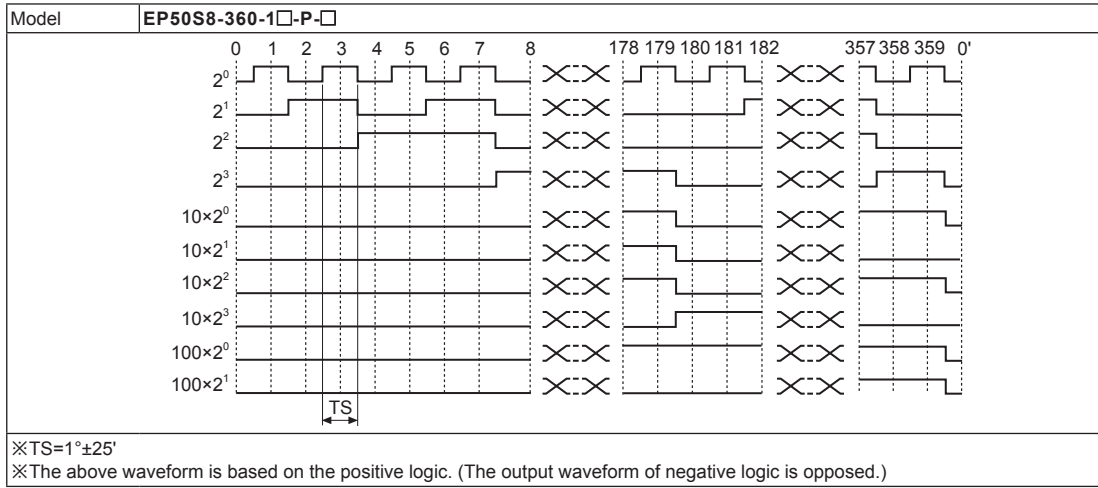 Model EP50S8-360-1□-P-□
0 1 2 3 4 5 6 7 8 178 179 180 181 182 357 358 359 0'
2⁰
2¹
2²
2³
10×2⁰
10×2¹
10×2²
10×2³
100×2⁰
100×2¹
TS
※TS=1°±25'
※The above waveform is based on the positive logic. (The output waveform of negative logic is opposed.)